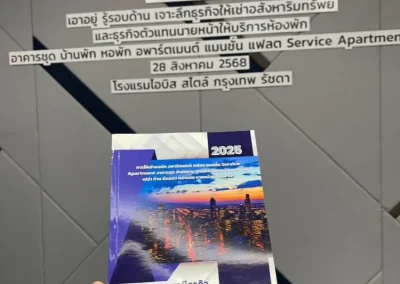 เอาอยู่ รู้รอบด้าน เจาะลึกธุรกิจให้เช่าอสังหาริมทรัพย์
และธุรกิจตัวแทนนายหน้าให้บริการห้องพัก
อาคารชุด บ้านพัก หอพัก อพาร์ตเมนต์ แมนชั่น แฟลต Service Apartmen
28 สิงหาคม 2568
โรงแรมไอบิส สไตล์ กรุงเทพ รัชดา
2025